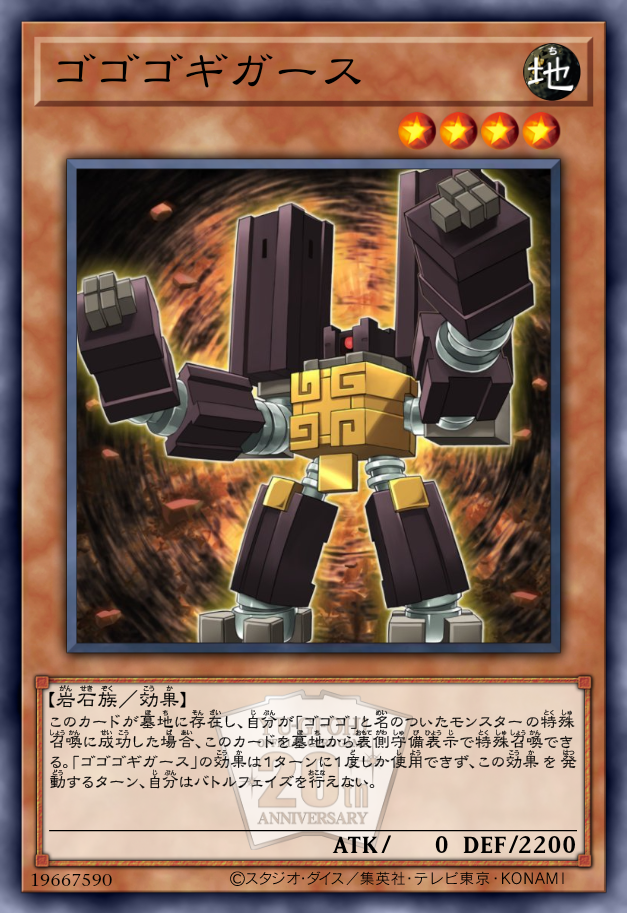 ゴゴゴギガース
地
【岩石族／効果】
このカードが墓地に存在し、自分が「ゴゴゴ」と名のついたモンスターの特殊
召喚に成功した場合、このカードを墓地から表側守備表示で特殊召喚でき
る。「ゴゴゴギガース」の効果は1ターンに1度しか使用できず、この効果を発
動するターン、自分はバトルフェイズを行えない。
20th
ANNIVERSARY
ATK/ 0 DEF/2200
19667590 ©スタジオ・ダイス／集英社・テレビ東京・KONAMI